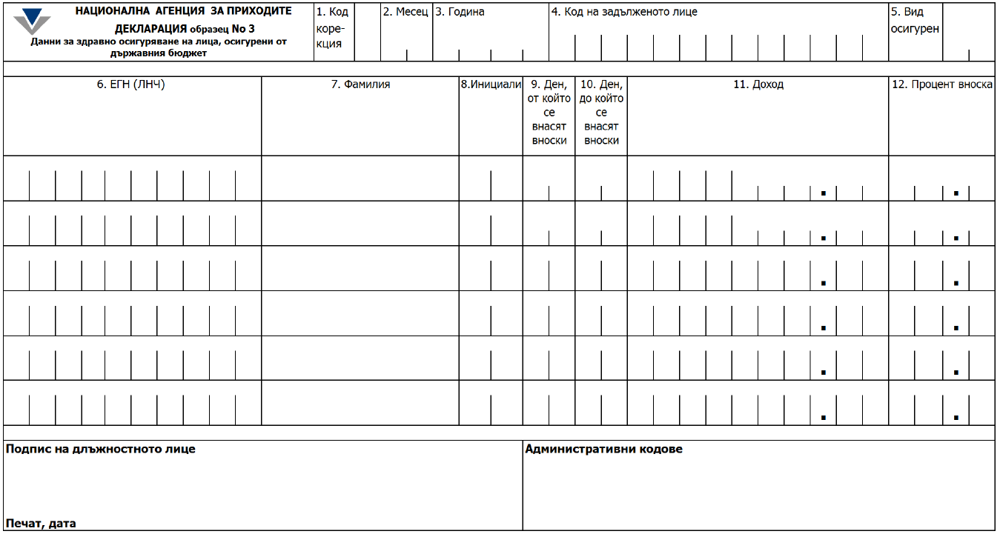 НАЦИОНАЛНА АГЕНЦИЯ ЗА ПРИХОДИТЕ
ДЕКЛАРАЦИЯ образец No 3
Данни за здравно осигуряване на лица, осигурени от
държавния бюджет
1. Код
коре-
кция
2. Месец
3. Година
4. Код на задълженото лице
5. Вид
осигурен
6. ЕГН (ЛНЧ)
7. Фамилия
8.Инициали
9. Ден,
от който
се
внасят
вноски
10. Ден,
до който
се
внасят
вноски
11. Доход
12. Процент вноска
Подпис на длъжностното лице
Печат, дата
Административни кодове